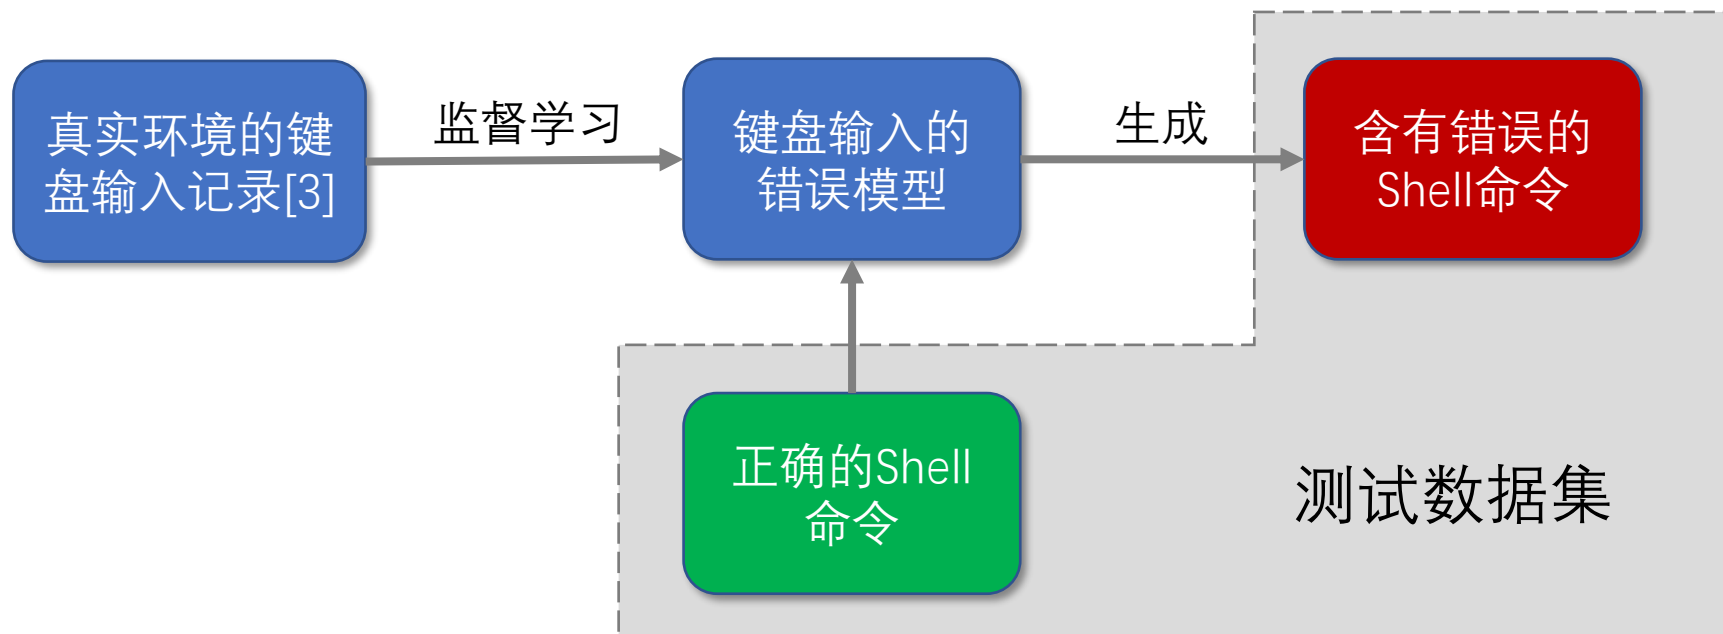 真实环境的键
盘输入记录[3]
监督学习
键盘输入的
错误模型
生成
含有错误的
Shell命令
正确的Shell
命令
测试数据集